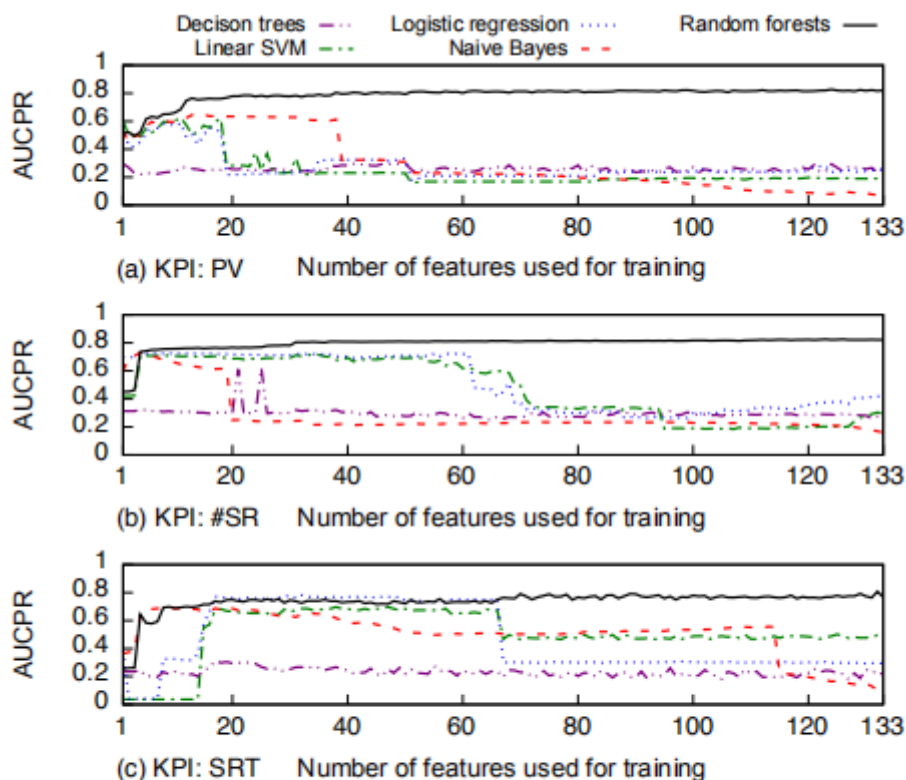 Decison trees Logistic regression Random forests
Linear SVM Naive Bayes
AUCPR
1
0.8
0.6
0.4
0.2
0
1 20 40 60 80 100 120 133
(a) KPI: PV Number of features used for training
AUCPR
1
0.8
0.6
0.4
0.2
0
1 20 40 60 80 100 120 133
(b) KPI: #SR Number of features used for training
AUCPR
1
0.8
0.6
0.4
0.2
0
1 20 40 60 80 100 120 133
(c) KPI: SRT Number of features used for training